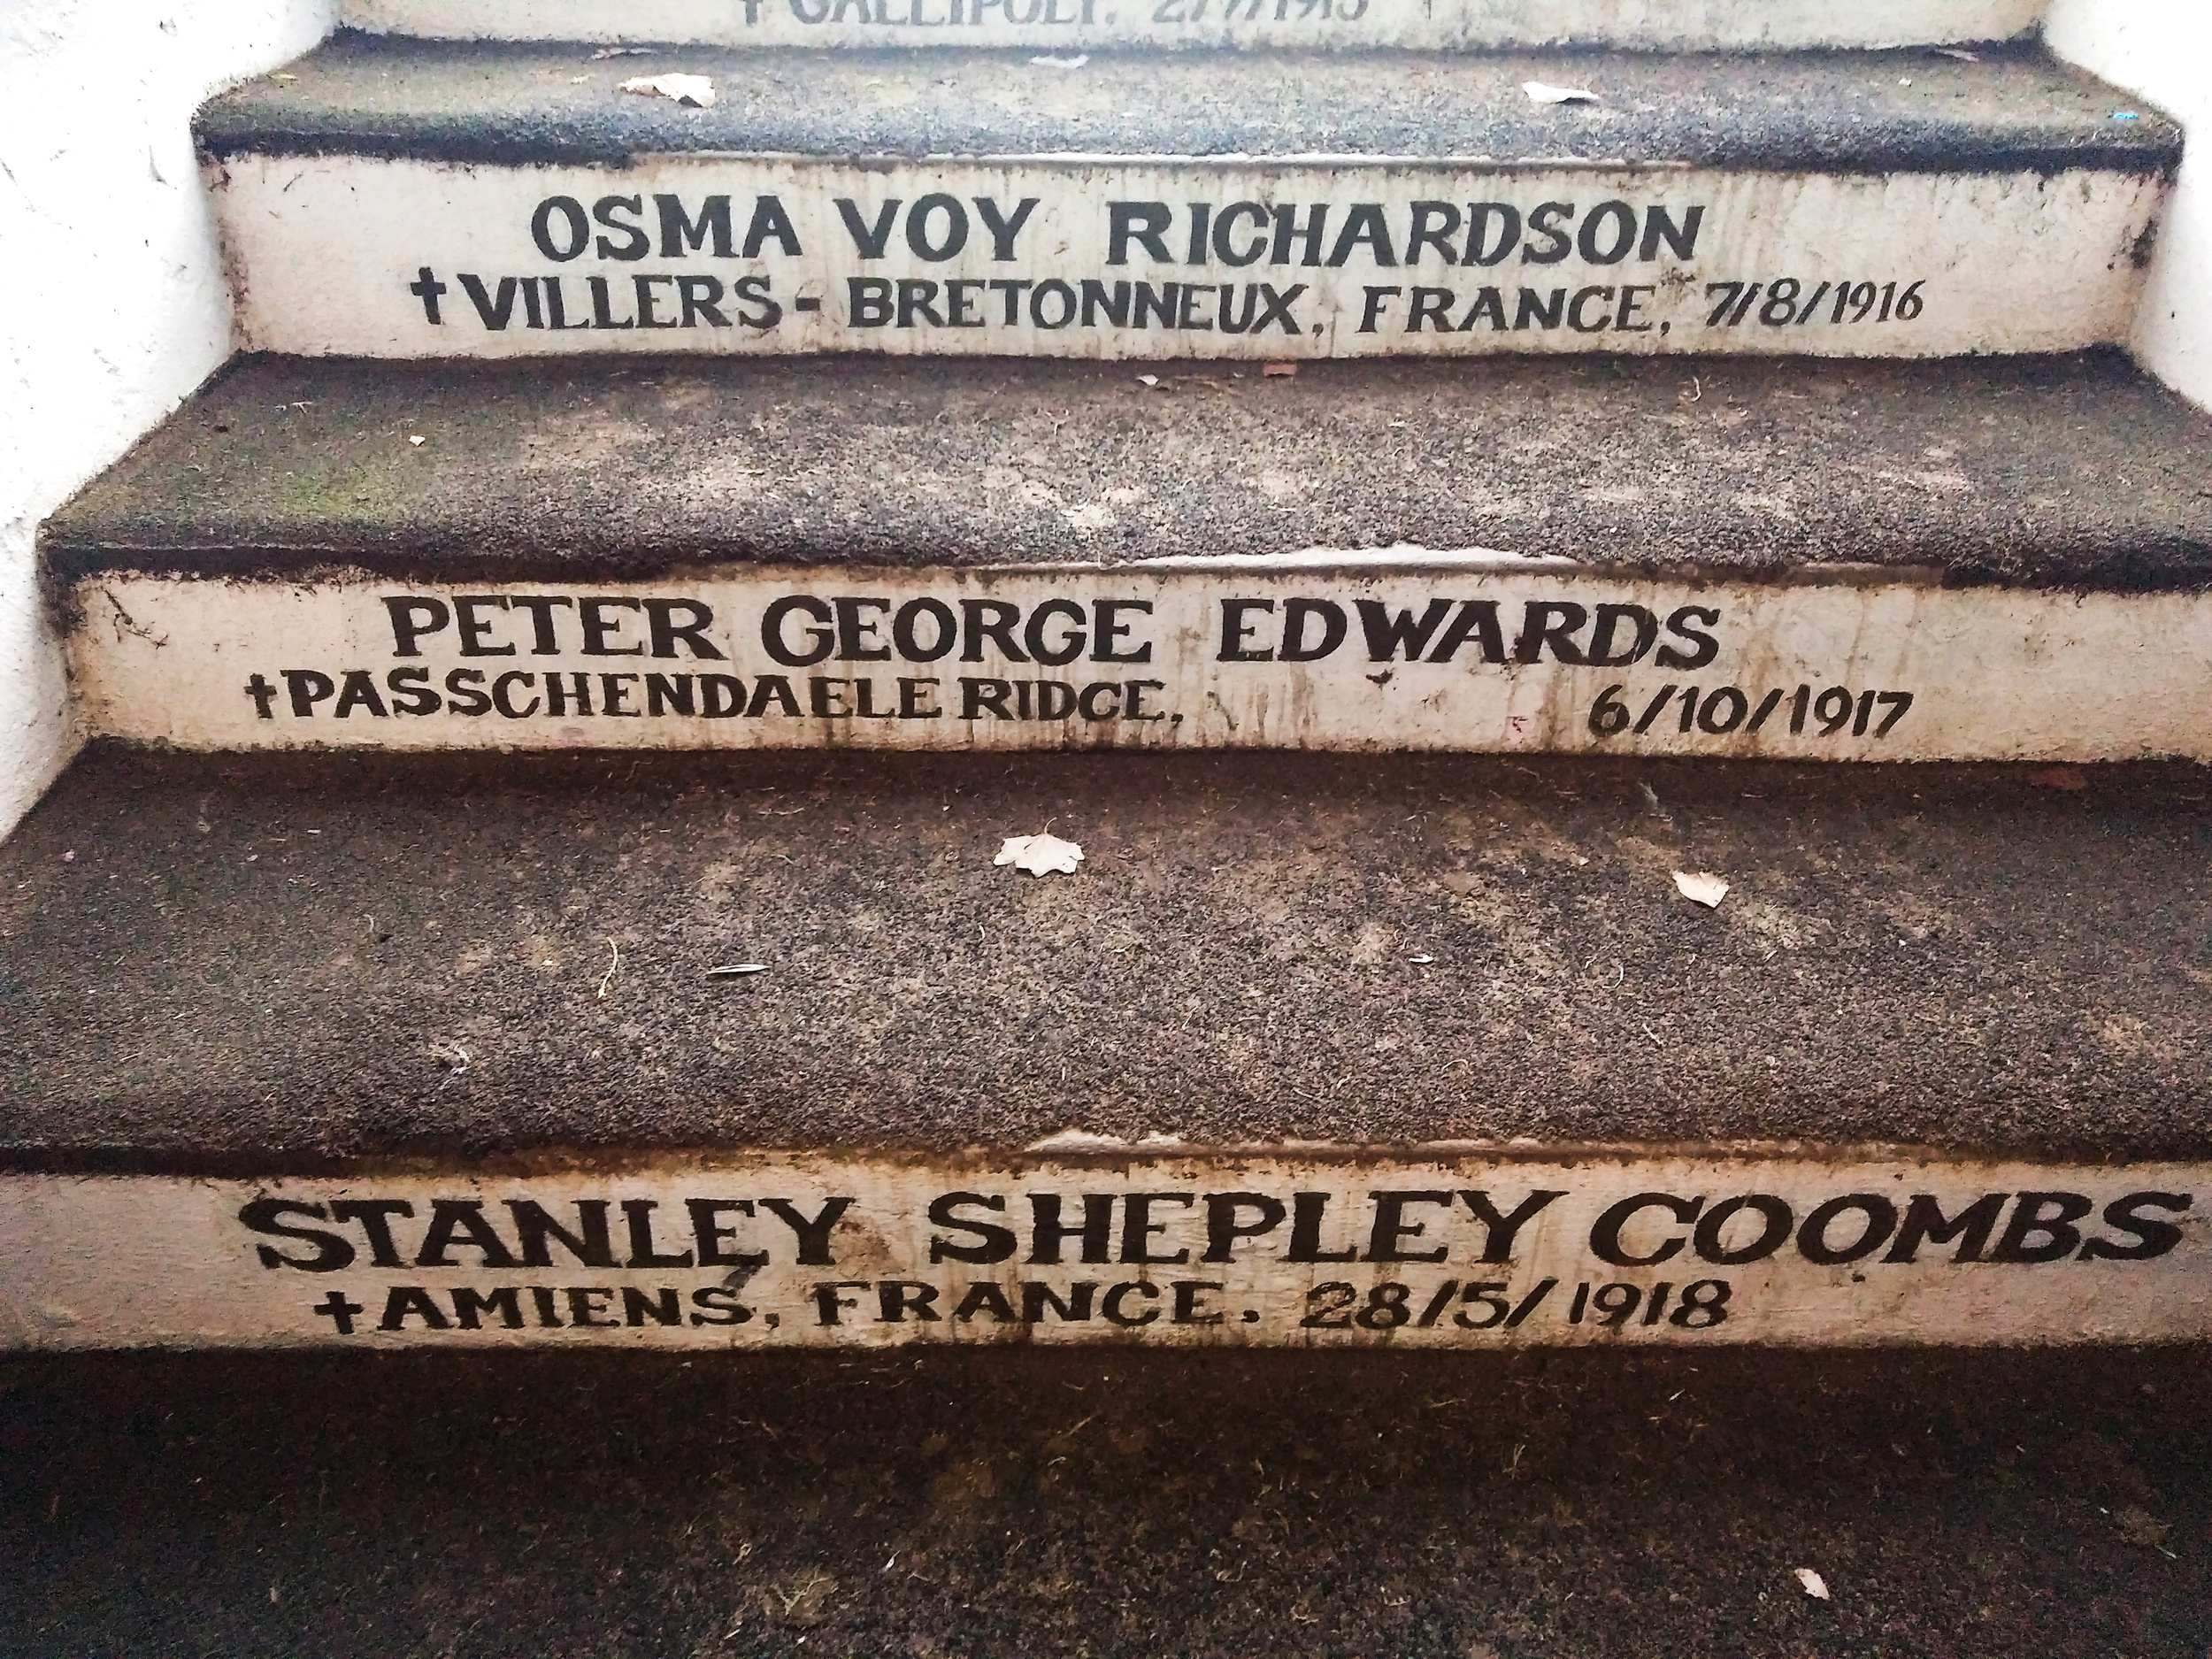 † GALLIPOLI,
OSMA VOY RICHARDSON
† VILLERS - BRETONNEUX, FRANCE, 7/8/1916
PETER GEORGE EDWARDS
† PASSCHENDAELE RIDGE, 6/10/1917
STANLEY SHEPLEY COOMBS
† AMIENS, FRANCE. 28/5/1918